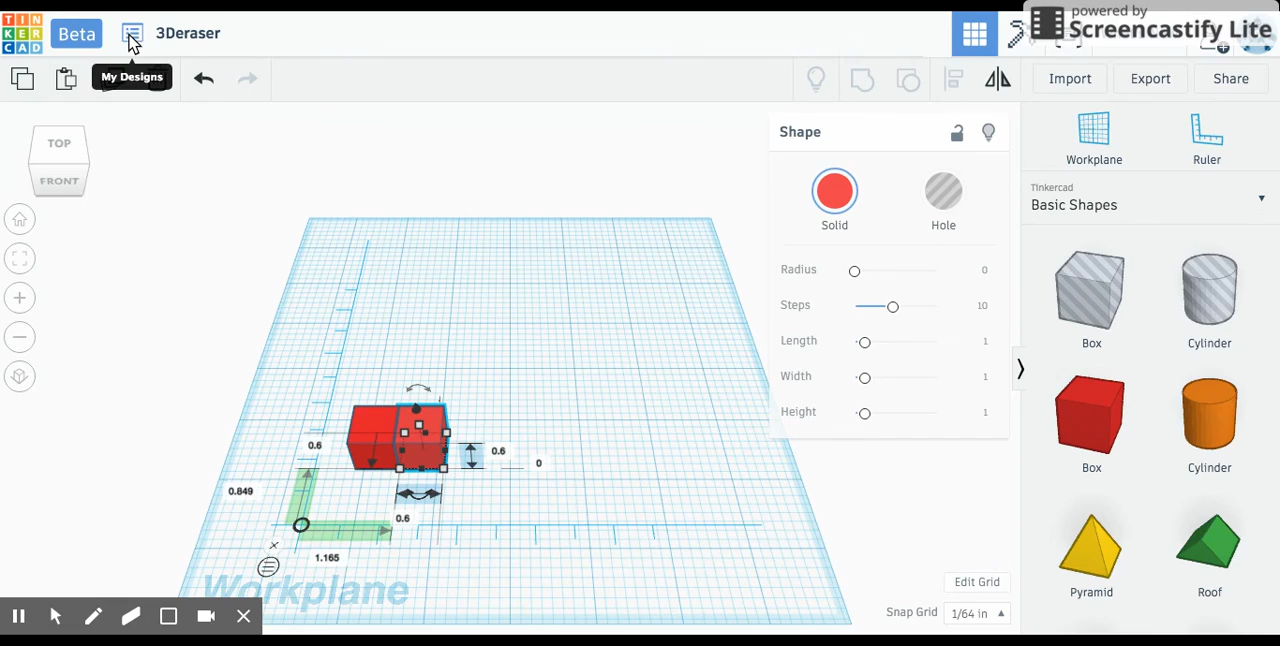 powered by
Screencastify Lite
TIN
KER
CAD
Beta
3Deraser
My Designs
Import
Export
Share
TOP
FRONT
Shape
Solid
Hole
Radius 0
Steps 10
Length 1
Width 1
Height 1
Workplane
Ruler
Tinkercad
Basic Shapes
Box
Cylinder
Box
Cylinder
Pyramid
Roof
0.6
0.6
0
0.849
0.6
1.165
Workplane
Edit Grid
Snap Grid 1/64 in